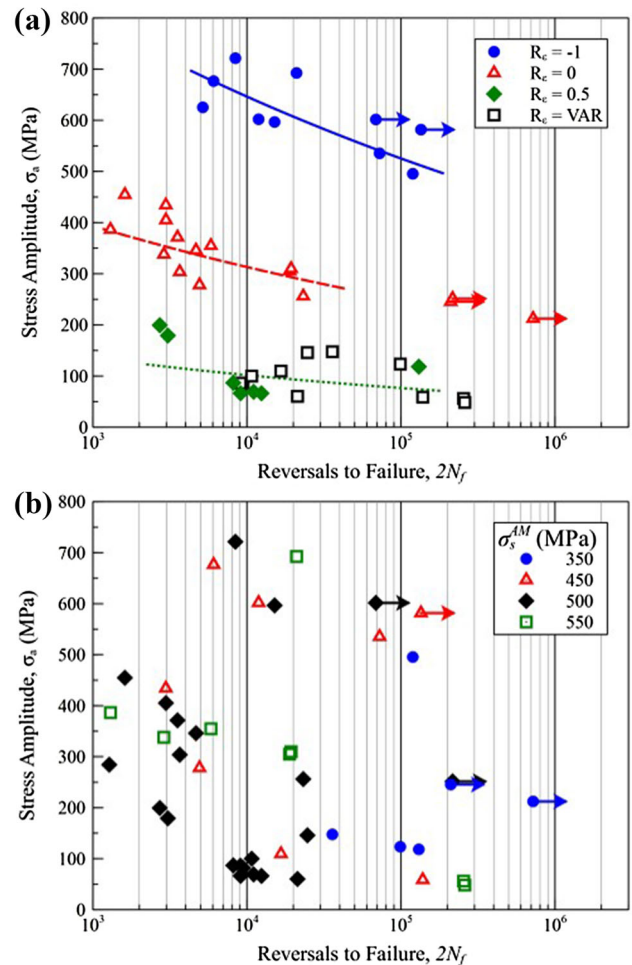 (a)
800
700
600
500
400
300
200
100
0
Stress Amplitude, σa (MPa)
Rε = -1
Rε = 0
Rε = 0.5
Rε = VAR
10³ 10⁴ 10⁵ 10⁶
Reversals to Failure, 2Nf
(b)
800
700
600
500
400
300
200
100
0
Stress Amplitude, σa (MPa)
σsAM (MPa)
350
450
500
550
10³ 10⁴ 10⁵ 10⁶
Reversals to Failure, 2Nf